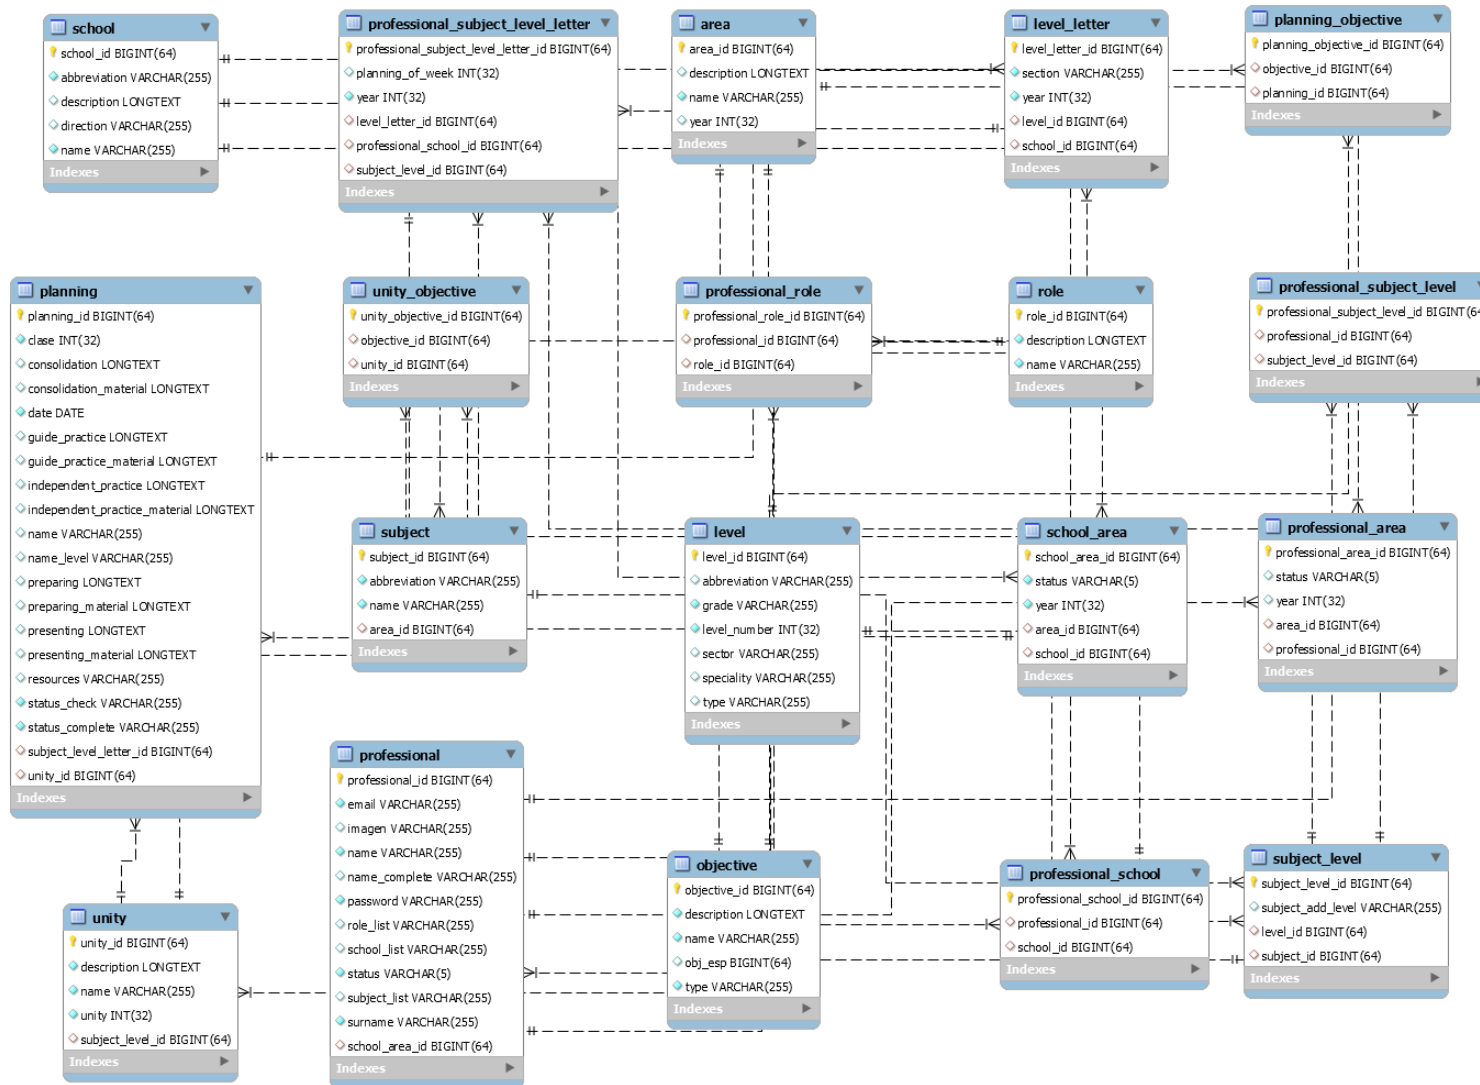 school
school_id BIGINT(64)
abbreviation VARCHAR(255)
description LONGTEXT
direction VARCHAR(255)
name VARCHAR(255)
Indexes
professional_subject_level_letter
professional_subject_level_letter_id BIGINT(64)
planning_of_week INT(32)
year INT(32)
level_letter_id BIGINT(64)
professional_school_id BIGINT(64)
subject_level_id BIGINT(64)
Indexes
area
area_id BIGINT(64)
description LONGTEXT
name VARCHAR(255)
year INT(32)
Indexes
level_letter
level_letter_id BIGINT(64)
section VARCHAR(255)
year INT(32)
level_id BIGINT(64)
school_id BIGINT(64)
Indexes
planning_objective
planning_objective_id BIGINT(64)
objective_id BIGINT(64)
planning_id BIGINT(64)
Indexes
planning
planning_id BIGINT(64)
clase INT(32)
consolidation LONGTEXT
consolidation_material LONGTEXT
date DATE
guide_practice LONGTEXT
guide_practice_material LONGTEXT
independent_practice LONGTEXT
independent_practice_material LONGTEXT
name VARCHAR(255)
name_level VARCHAR(255)
preparing LONGTEXT
preparing_material LONGTEXT
presenting LONGTEXT
presenting_material LONGTEXT
resources VARCHAR(255)
status_check VARCHAR(255)
status_complete VARCHAR(255)
subject_level_letter_id BIGINT(64)
unity_id BIGINT(64)
Indexes
unity_objective
unity_objective_id BIGINT(64)
objective_id BIGINT(64)
unity_id BIGINT(64)
Indexes
professional_role
professional_role_id BIGINT(64)
professional_id BIGINT(64)
role_id BIGINT(64)
Indexes
role
role_id BIGINT(64)
description LONGTEXT
name VARCHAR(255)
Indexes
professional_subject_level
professional_subject_level_id BIGINT(64
professional_id BIGINT(64)
subject_level_id BIGINT(64)
Indexes
subject
subject_id BIGINT(64)
abbreviation VARCHAR(255)
name VARCHAR(255)
area_id BIGINT(64)
Indexes
level
level_id BIGINT(64)
abbreviation VARCHAR(255)
grade VARCHAR(255)
level_number INT(32)
sector VARCHAR(255)
speciality VARCHAR(255)
type VARCHAR(255)
Indexes
school_area
school_area_id BIGINT(64)
status VARCHAR(5)
year INT(32)
area_id BIGINT(64)
school_id BIGINT(64)
Indexes
professional_area
professional_area_id BIGINT(64)
status VARCHAR(5)
year INT(32)
area_id BIGINT(64)
professional_id BIGINT(64)
Indexes
professional
professional_id BIGINT(64)
email VARCHAR(255)
imagen VARCHAR(255)
name VARCHAR(255)
name_complete VARCHAR(255)
password VARCHAR(255)
role_list VARCHAR(255)
school_list VARCHAR(255)
status VARCHAR(5)
subject_list VARCHAR(255)
surname VARCHAR(255)
school_area_id BIGINT(64)
Indexes
objective
objective_id BIGINT(64)
description LONGTEXT
name VARCHAR(255)
obj_esp BIGINT(64)
type VARCHAR(255)
Indexes
professional_school
professional_school_id BIGINT(64)
professional_id BIGINT(64)
school_id BIGINT(64)
Indexes
subject_level
subject_level_id BIGINT(64)
subject_add_level VARCHAR(255)
level_id BIGINT(64)
subject_id BIGINT(64)
Indexes
unity
unity_id BIGINT(64)
description LONGTEXT
name VARCHAR(255)
unity INT(32)
subject_level_id BIGINT(64)
Indexes